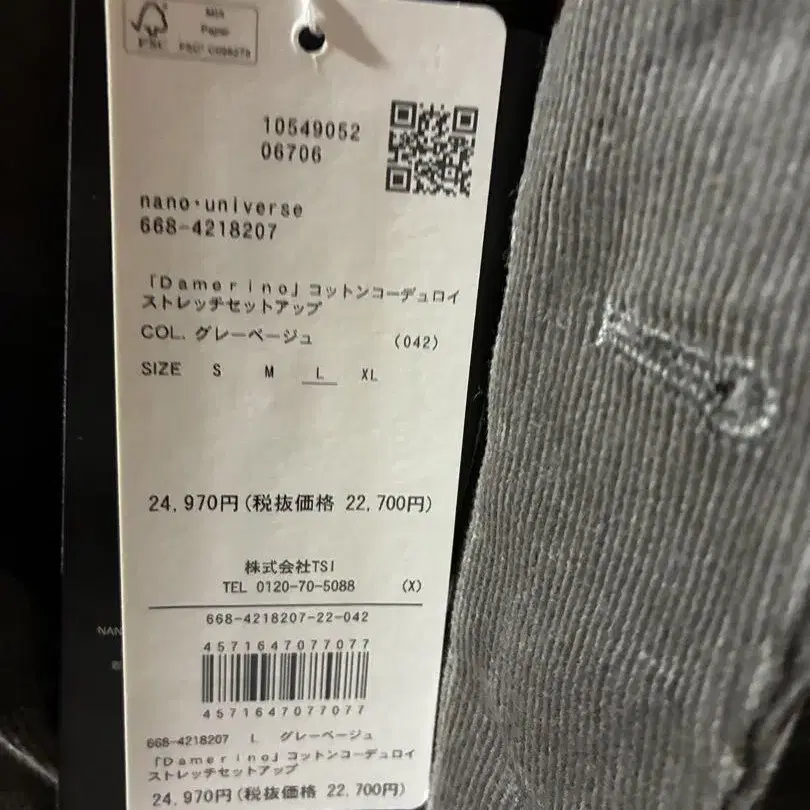 FSC
MIX
Paper
10549052
06706
nano・universe
668-4218207
「Damerino」コットンコーデュロイ
ストレッチセットアップ
COL. グレーベージュ (042)
SIZE S M L XL
24,970円(税抜価格 22,700円)
株式会社TSI
TEL 0120-70-5088 (X)
668-4218207-22-042
4571647077077
4571647077077
668-4218207 L グレーベージュ
「Damerino」コットンコーデュロイ
ストレッチセットアップ
24,970円(税抜価格 22,700円)
NAN